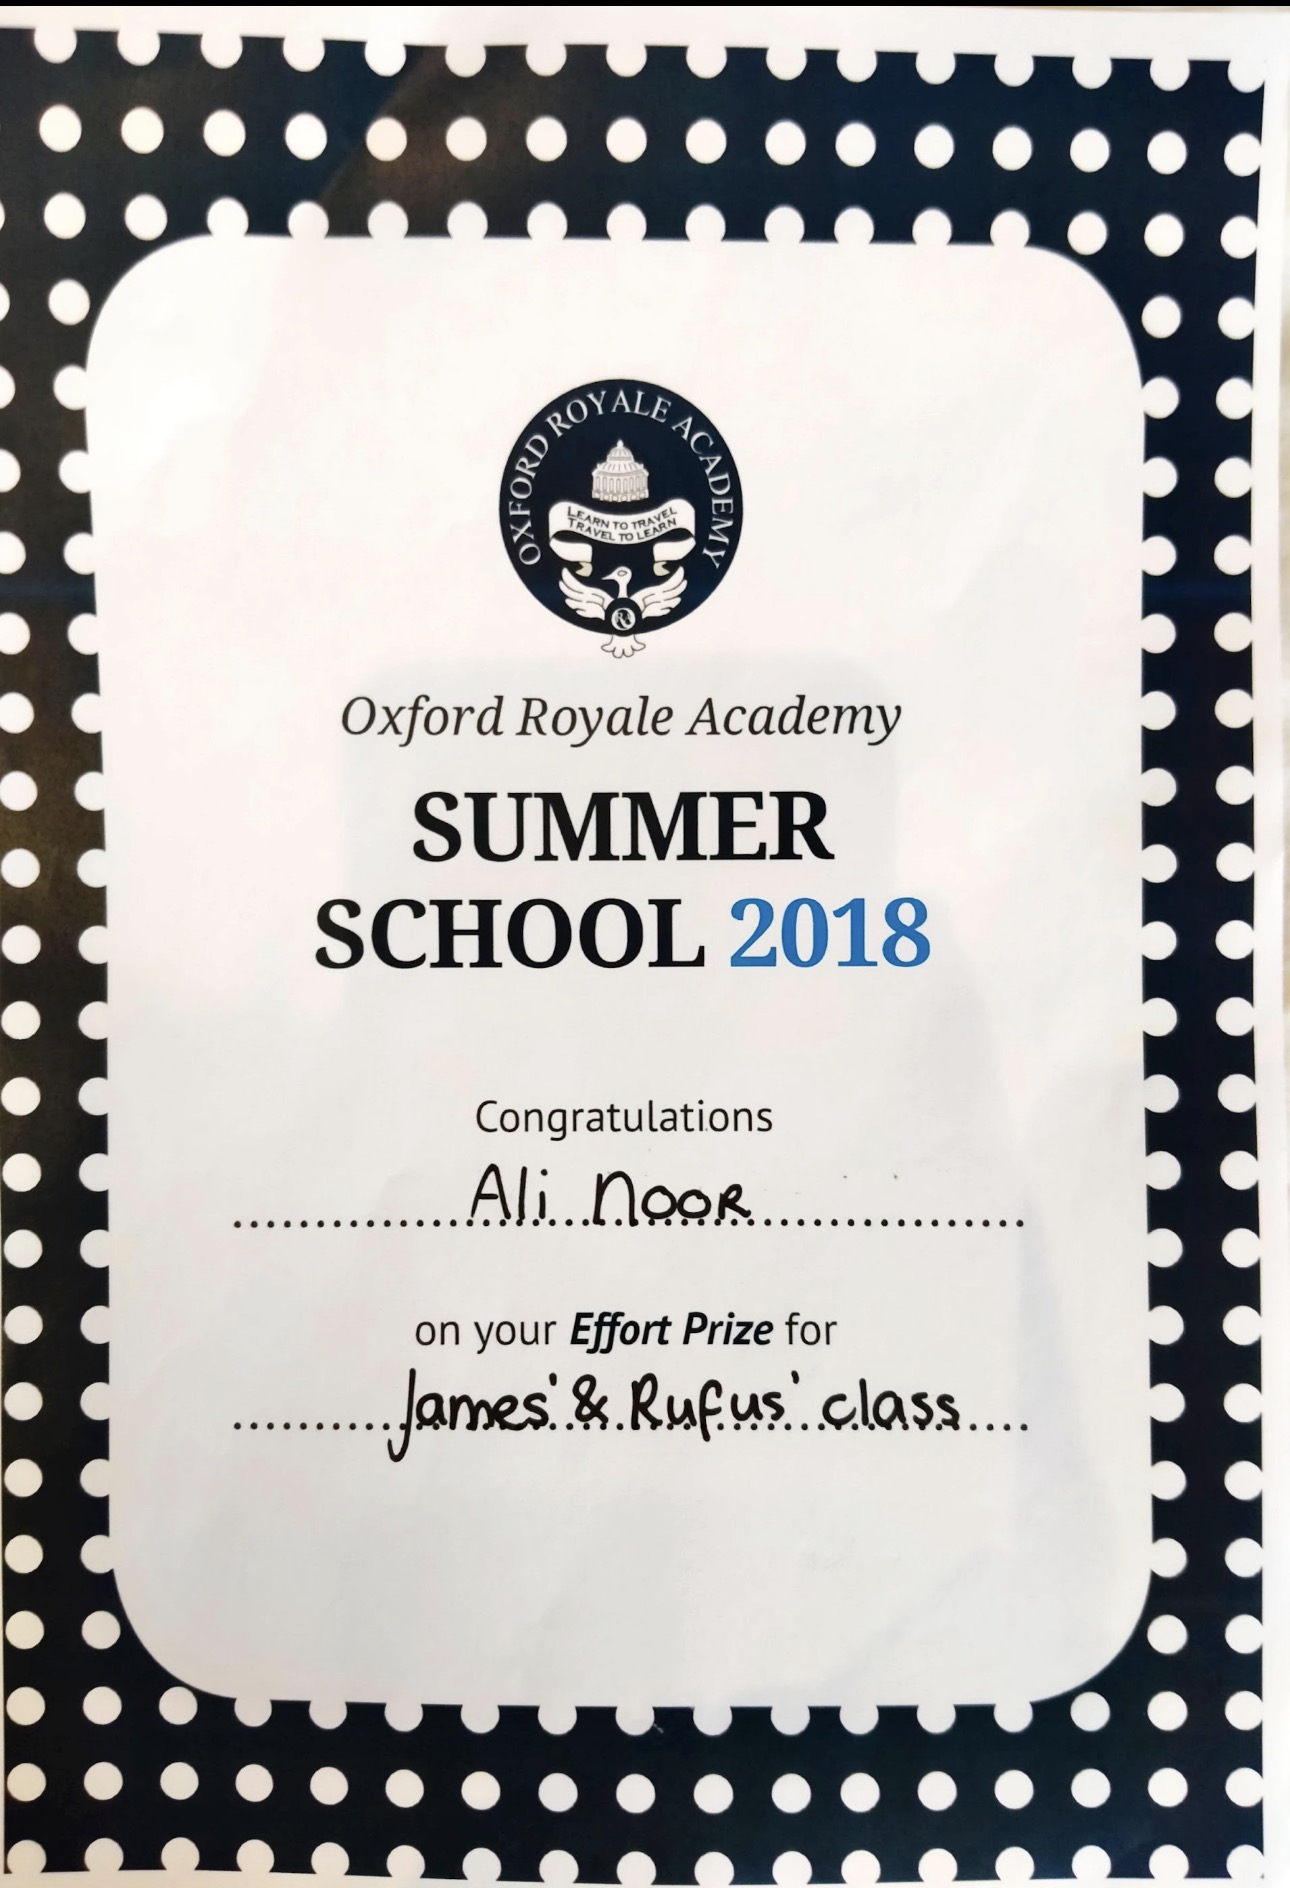 OXFORD ROYALE ACADEMY
LEARN TO TRAVEL
TRAVEL TO LEARN
Oxford Royale Academy
SUMMER
SCHOOL 2018
Congratulations
Ali Noor
on your Effort Prize for
James' & Rufus' class